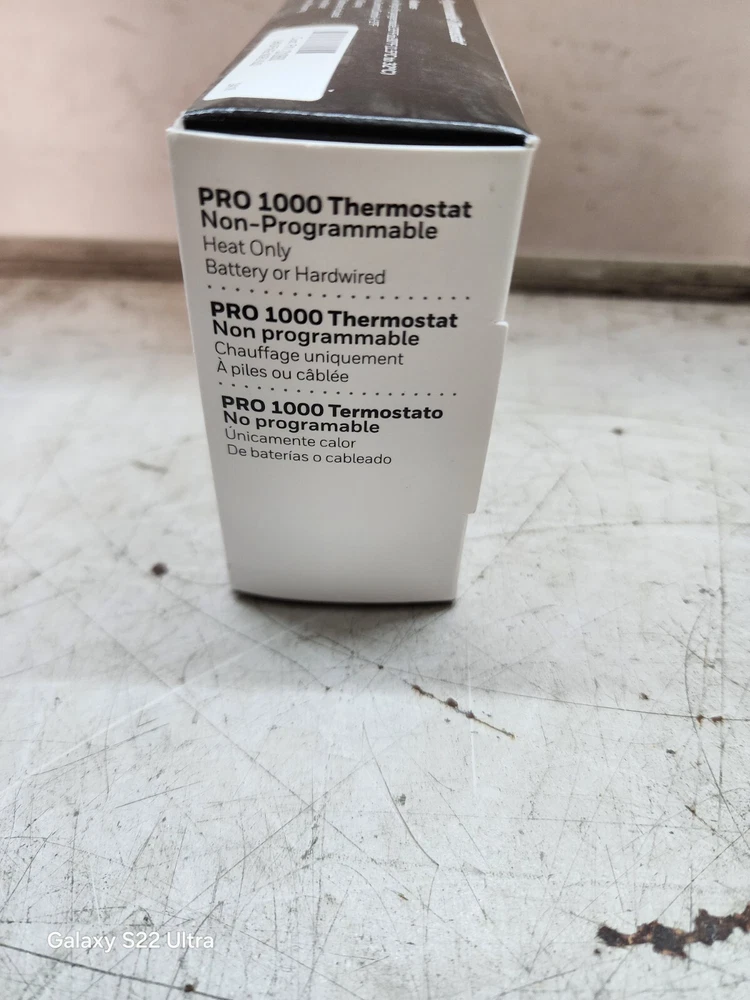 PRO 1000 Thermostat
Non-Programmable
Heat Only
Battery or Hardwired
PRO 1000 Thermostat
Non programmable
Chauffage uniquement
À piles ou câblée
PRO 1000 Termostato
No programable
Únicamente calor
De baterías o cableado
Galaxy S22 Ultra